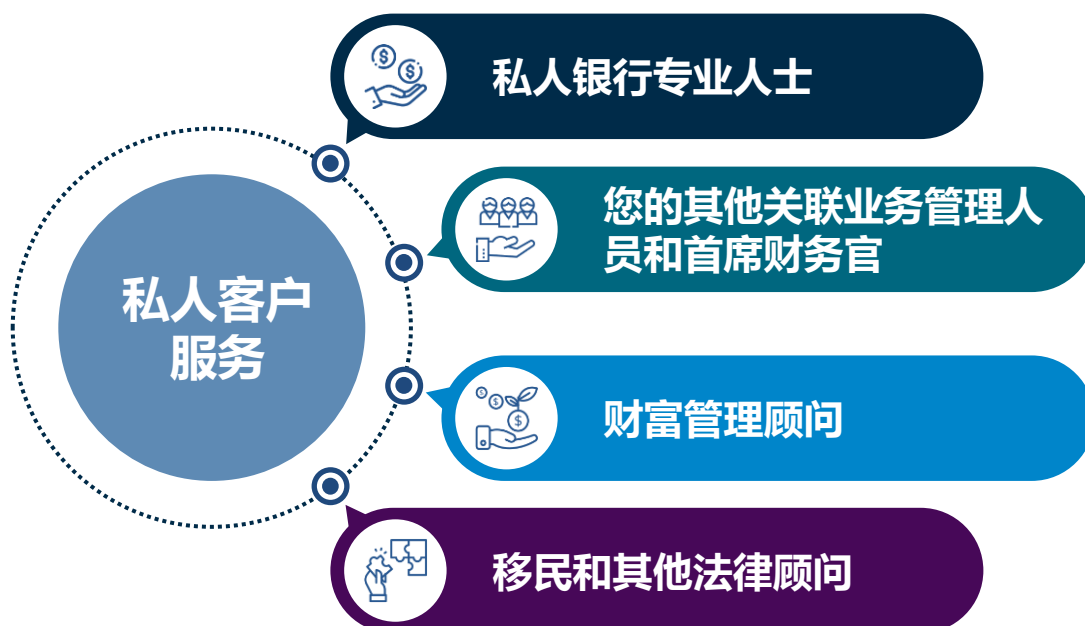 私人银行专业人士
您的其他关联业务管理人
员和首席财务官
私人客户
服务
财富管理顾问
移民和其他法律顾问